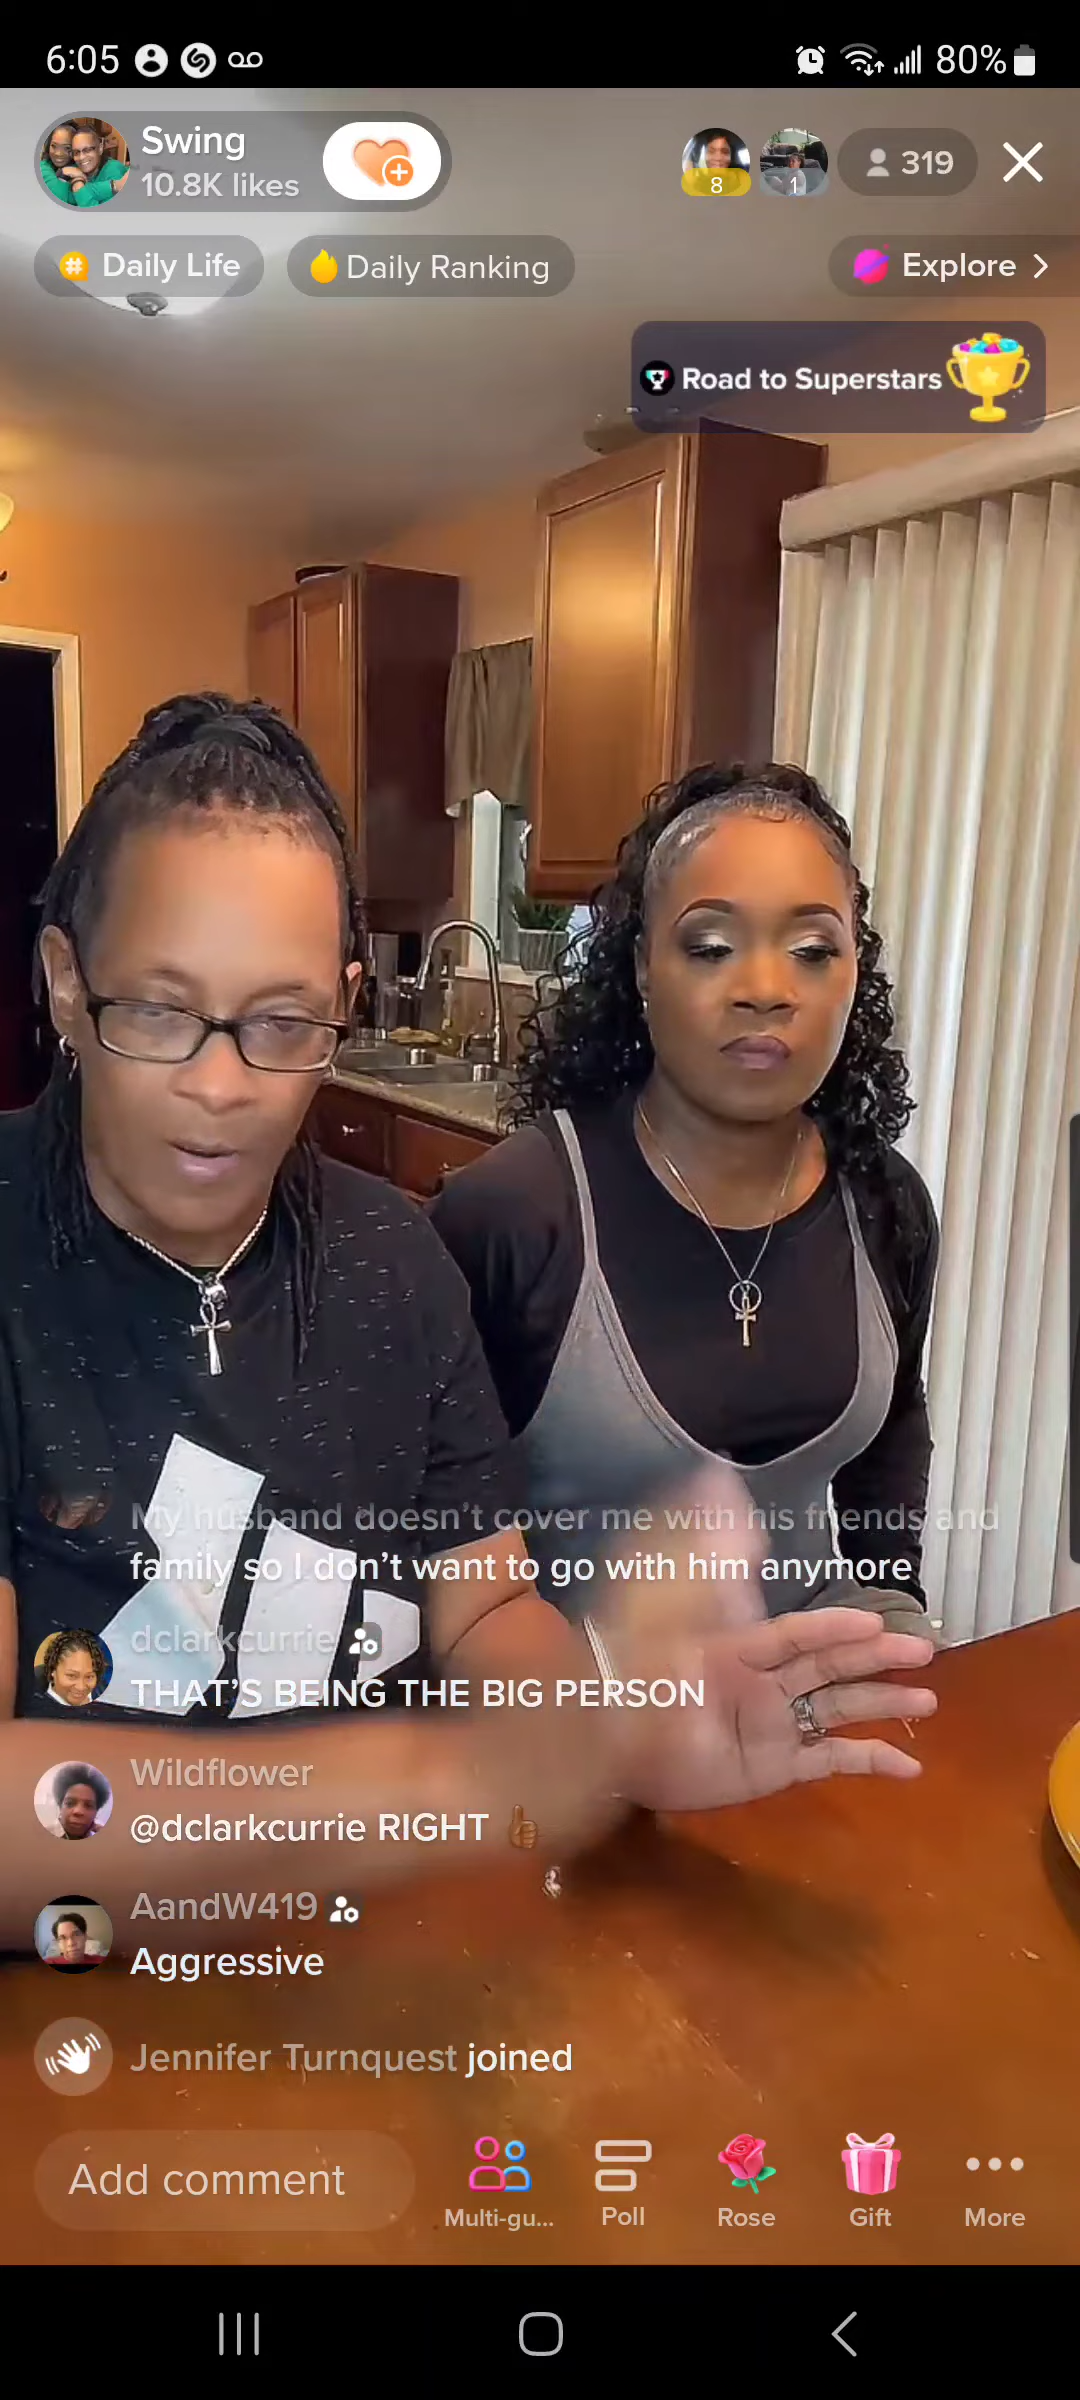 6:05 80%
Swing
10.8K likes
8
1
319
Daily Life
Daily Ranking
Explore >
Road to Superstars
My husband doesn't cover me with his friends and
family so I don't want to go with him anymore
dclarkcurrie
THAT'S BEING THE BIG PERSON
Wildflower
@dclarkcurrie RIGHT 👍🏾
AandW419
Aggressive
Jennifer Turnquest joined
Add comment
Multi-gu...
Poll
Rose
Gift
More